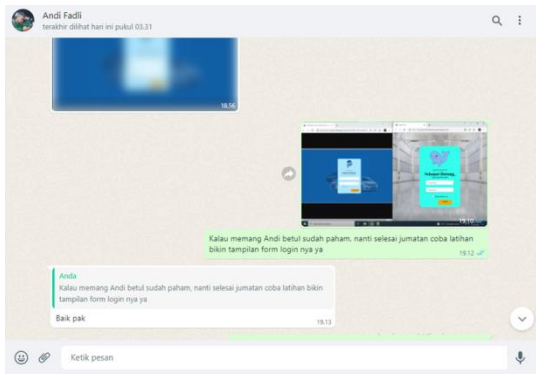 Andi Fadli
terakhir dilihat hari ini pukul 03.31
18.56
Selamat Datang,
19.10
Kalau memang Andi betul sudah paham, nanti selesai jumatan coba latihan
bikin tampilan form login nya ya
19.12
Anda
Kalau memang Andi betul sudah paham, nanti selesai jumatan coba latihan bikin
tampilan form login nya ya
Baik pak
19.13
Ketik pesan